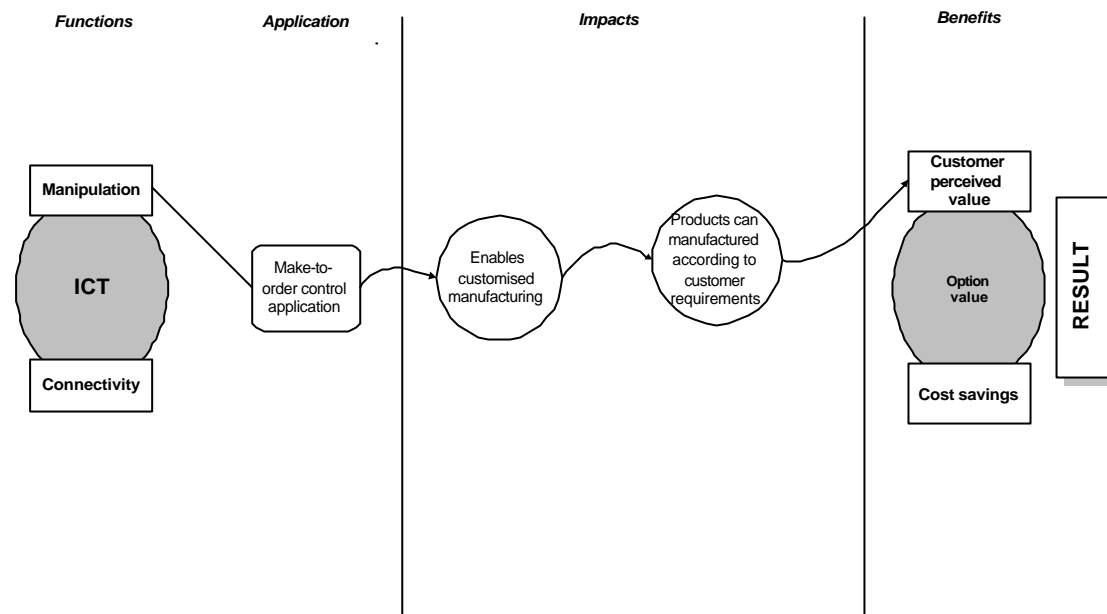 Functions
Application
Impacts
Benefits
Manipulation
ICT
Connectivity
Make-to-
order control
application
Enables
customised
manufacturing
Products can
manufactured
according to
customer
requirements
Customer
perceived
value
Option
value
Cost savings
RESULT